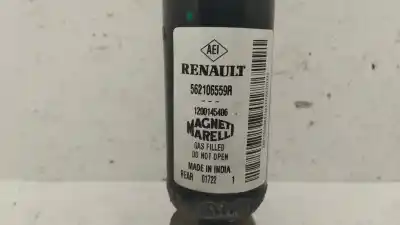 AEI
RENAULT
562106559R
---
1200145406
MAGNETI
MARELLI
GAS FILLED
DO NOT OPEN
MADE IN INDIA
REAR 01722 1